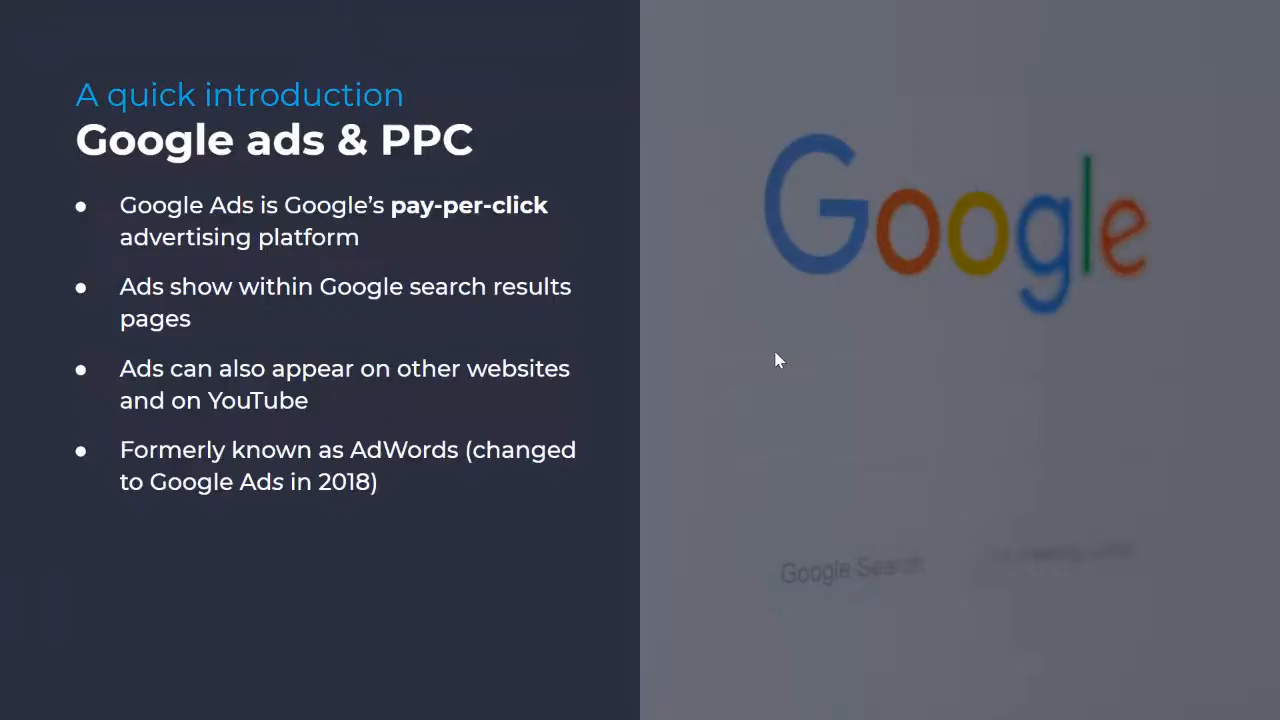 A quick introduction
Google ads & PPC
● Google Ads is Google’s pay-per-click
advertising platform
● Ads show within Google search results
pages
● Ads can also appear on other websites
and on YouTube
● Formerly known as AdWords (changed
to Google Ads in 2018)
Google
Google Search